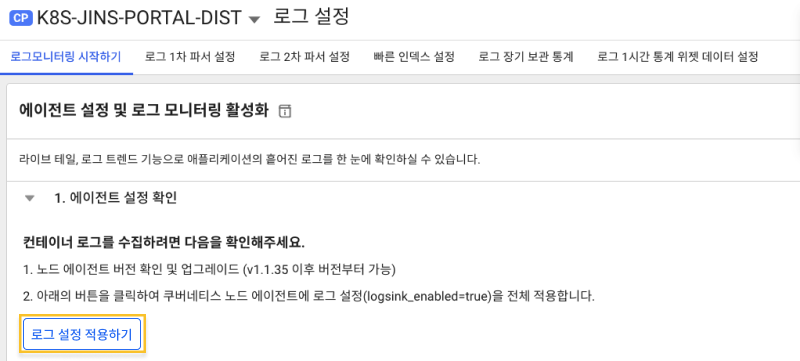 CP K8S-JINS-PORTAL-DIST 로그 설정
로그모니터링 시작하기 로그 1차 파서 설정 로그 2차 파서 설정 빠른 인덱스 설정 로그 장기 보관 통계 로그 1시간 통계 위젯 데이터 설정
에이전트 설정 및 로그 모니터링 활성화
라이브 테일, 로그 트렌드 기능으로 애플리케이션의 흩어진 로그를 한 눈에 확인하실 수 있습니다.
1. 에이전트 설정 확인
컨테이너 로그를 수집하려면 다음을 확인해주세요.
1. 노드 에이전트 버전 확인 및 업그레이드 (v1.1.35 이후 버전부터 가능)
2. 아래의 버튼을 클릭하여 쿠버네티스 노드 에이전트에 로그 설정(logsink_enabled=true)을 전체 적용합니다.
로그 설정 적용하기